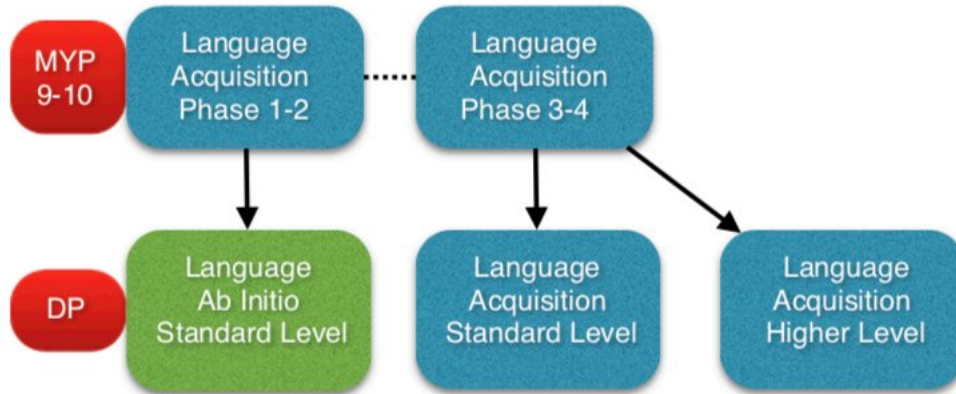 MYP
9-10
Language
Acquisition
Phase 1-2
Language
Acquisition
Phase 3-4
DP
Language
Ab Initio
Standard Level
Language
Acquisition
Standard Level
Language
Acquisition
Higher Level